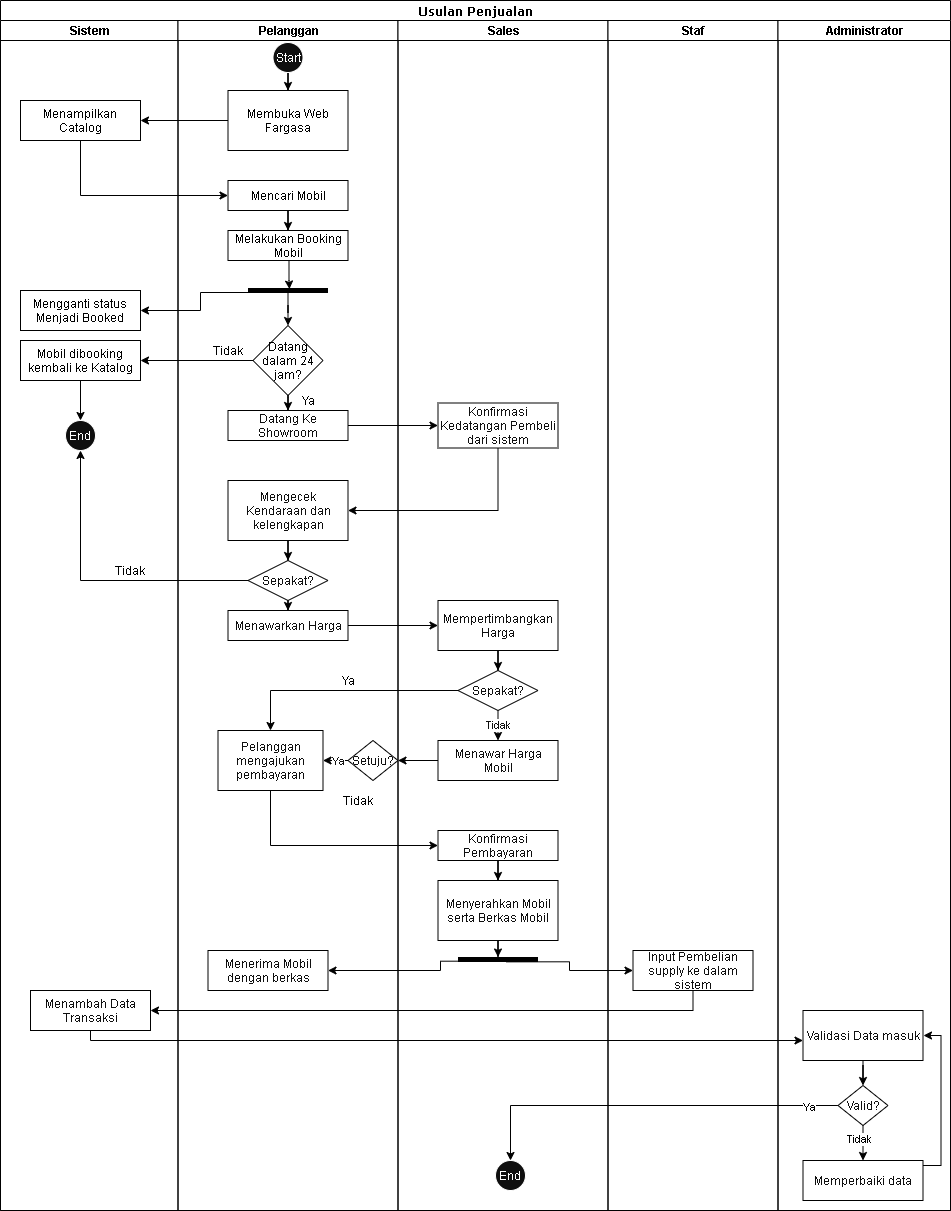 Usulan Penjualan
Sistem
Pelanggan
Sales
Staf
Administrator
Start
Membuka Web
Fargasa
Menampilkan
Catalog
Mencari Mobil
Melakukan Booking
Mobil
Mengganti status
Menjadi Booked
Datang
dalam 24
jam?
Tidak
Mobil dibooking
kembali ke Katalog
End
Ya
Datang Ke
Showroom
Konfirmasi
Kedatangan Pembeli
dari sistem
Mengecek
Kendaraan dan
kelengkapan
Sepakat?
Tidak
Menawarkan Harga
Mempertimbangkan
Harga
Sepakat?
Ya
Tidak
Menawar Harga
Mobil
Setuju?
Ya
Tidak
Pelanggan
mengajukan
pembayaran
Konfirmasi
Pembayaran
Menyerahkan Mobil
serta Berkas Mobil
Menerima Mobil
dengan berkas
Input Pembelian
supply ke dalam
sistem
Menambah Data
Transaksi
Validasi Data masuk
Valid?
Ya
Tidak
Memperbaiki data
End